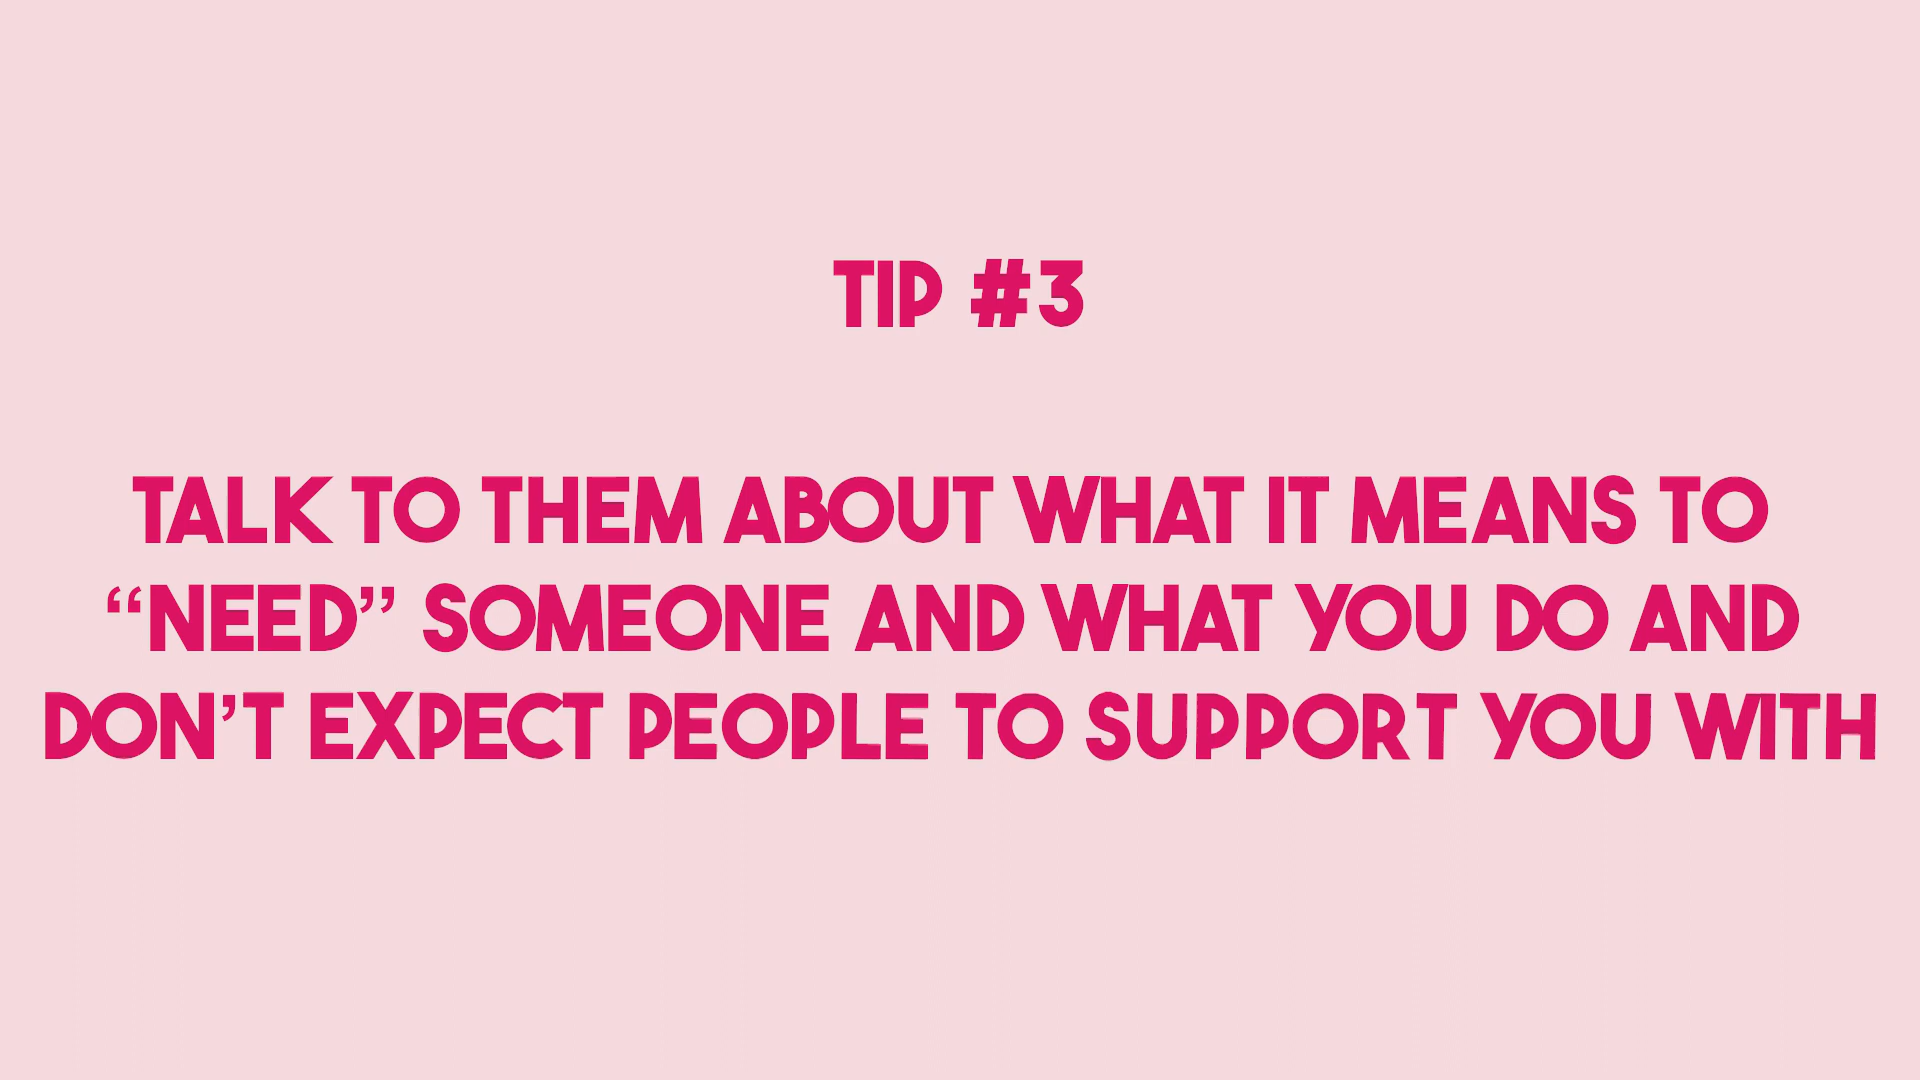 TIP #3
TALK TO THEM ABOUT WHAT IT MEANS TO
“NEED” SOMEONE AND WHAT YOU DO AND
DON’T EXPECT PEOPLE TO SUPPORT YOU WITH